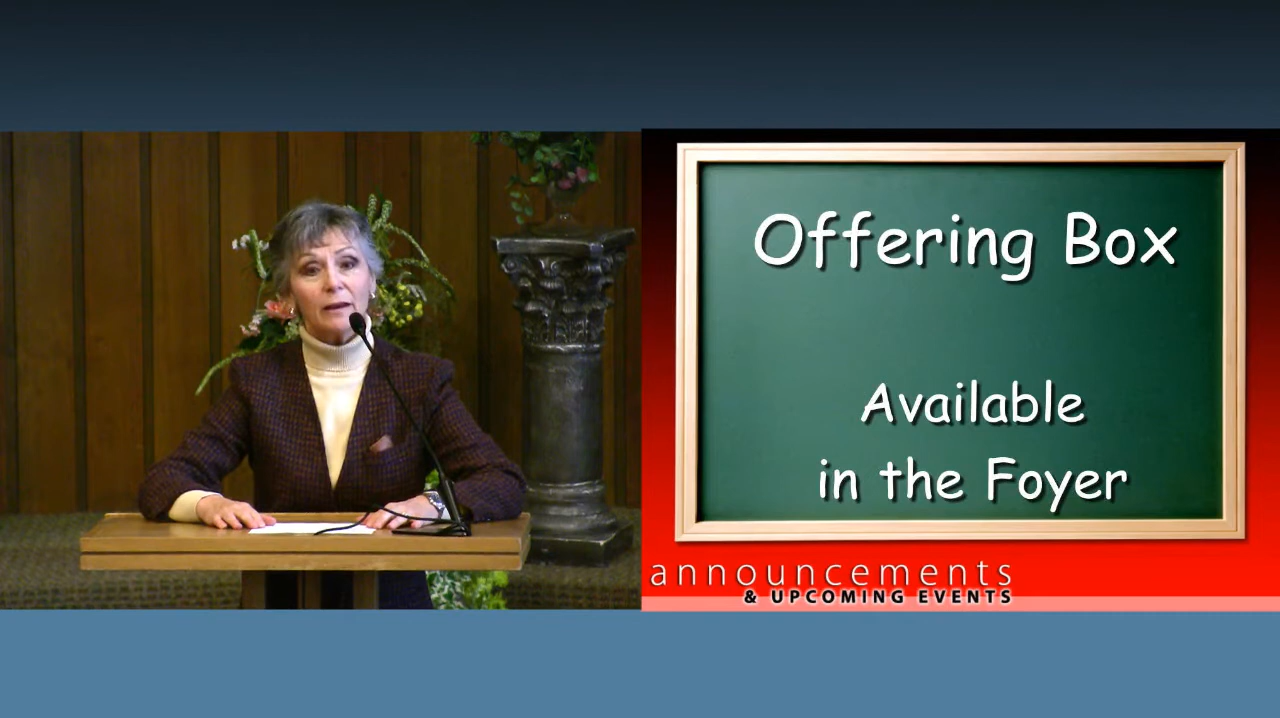 Offering Box
Available
in the Foyer
announcements
& UPCOMING EVENTS